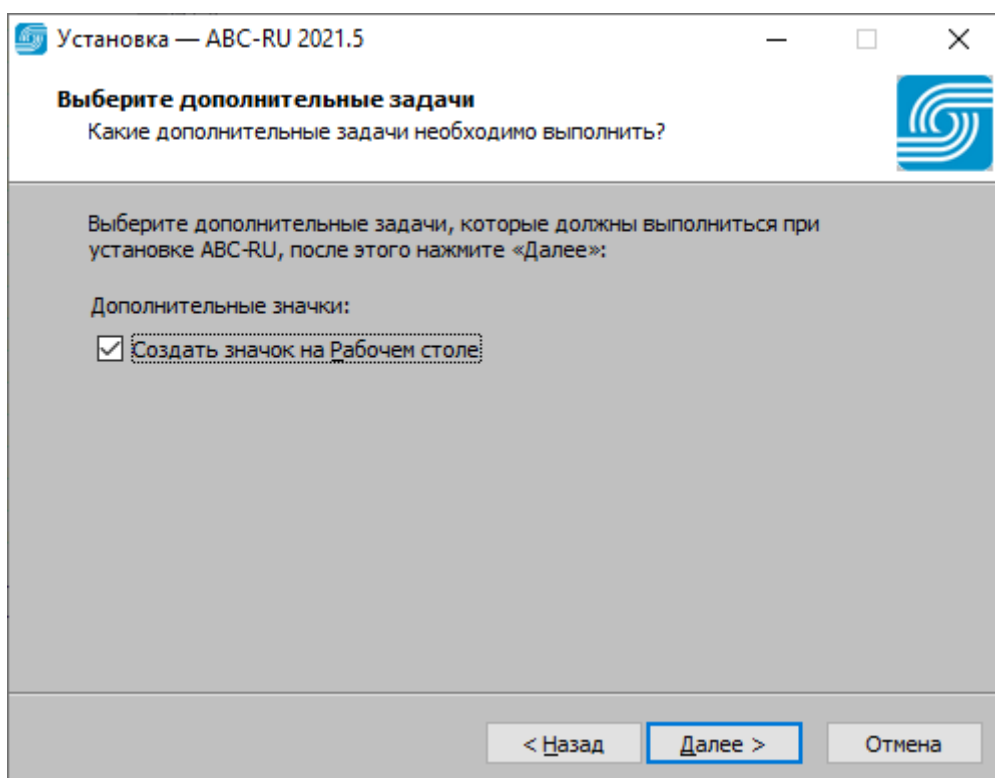 Установка — ABC-RU 2021.5
Выберите дополнительные задачи
Какие дополнительные задачи необходимо выполнить?
Выберите дополнительные задачи, которые должны выполниться при
установке ABC-RU, после этого нажмите «Далее»:
Дополнительные значки:
Создать значок на Рабочем столе
< Назад Далее > Отмена